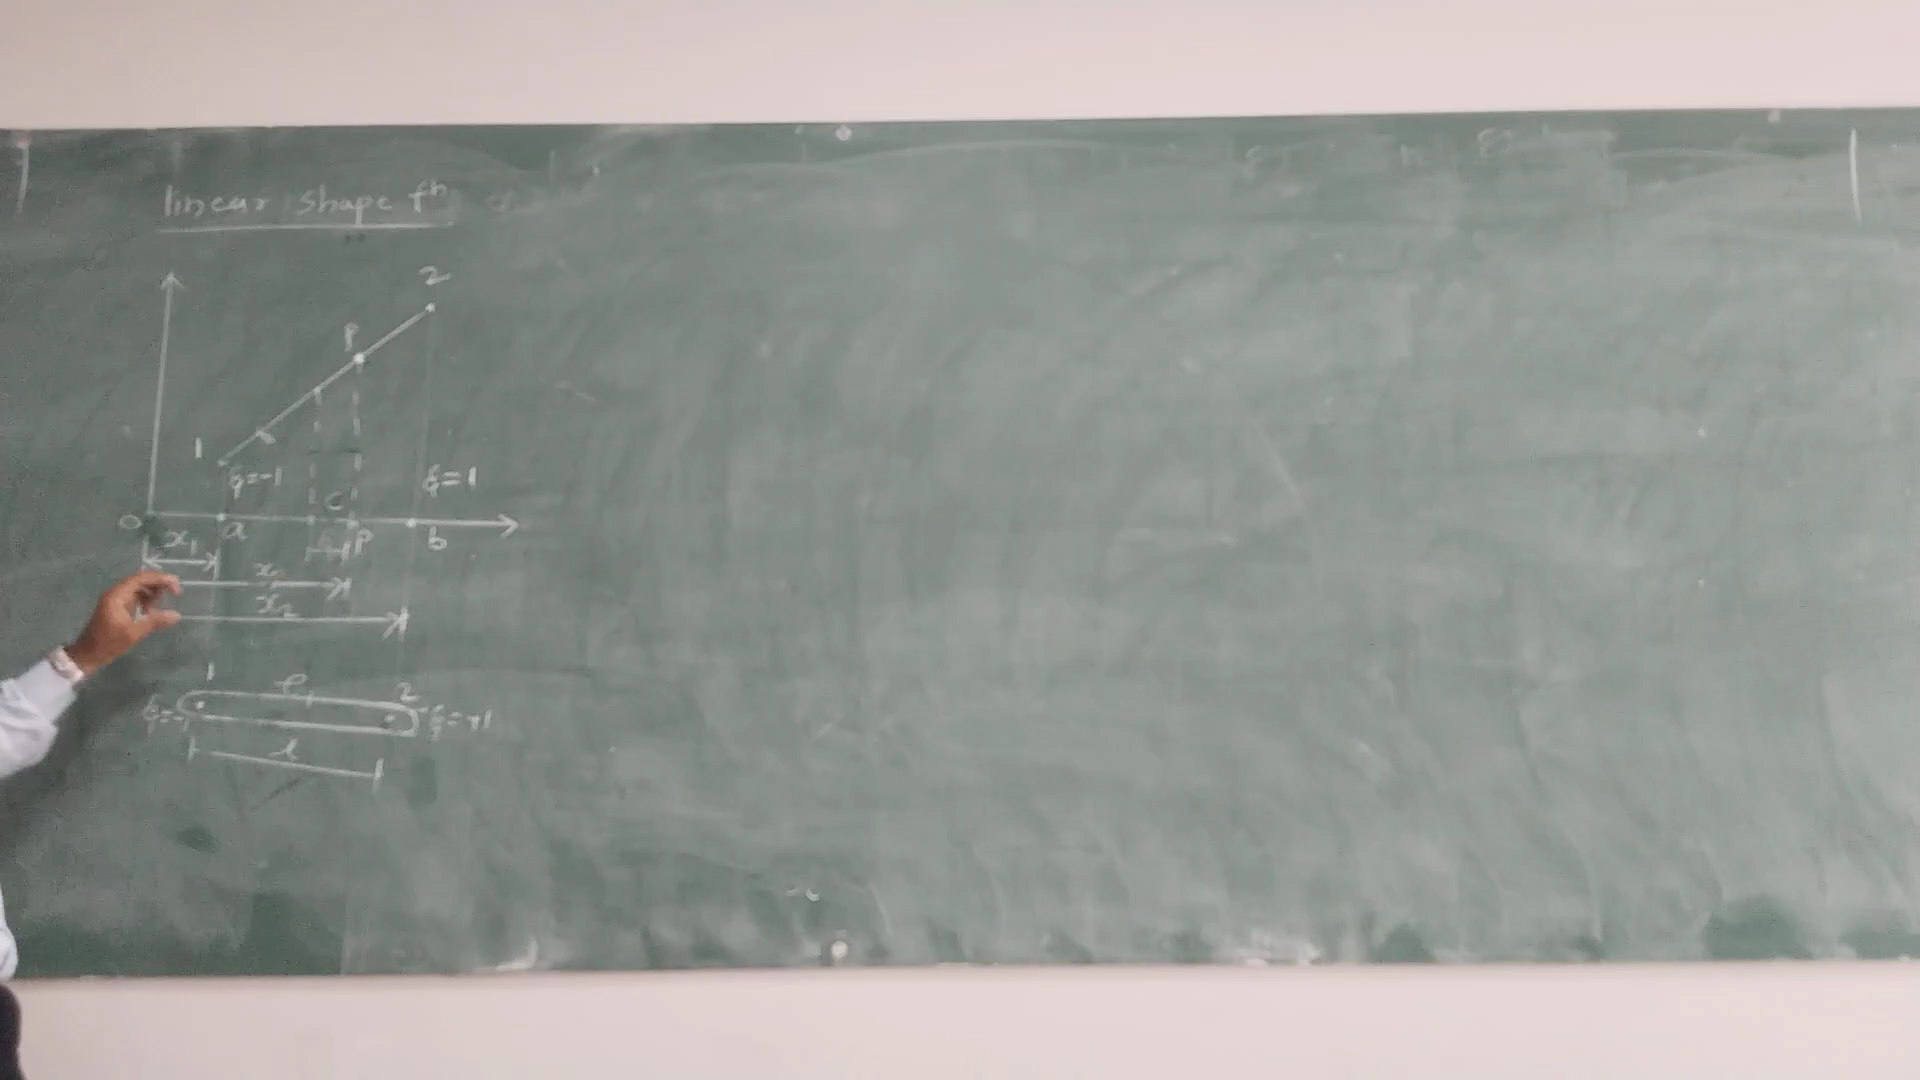 linear shape fⁿ
2
P
1
ξ=-1
ξ=1
C
O
a
P
b
x₁
x
x₂
1
e₁
2
ξ=-1
ξ=+1
l